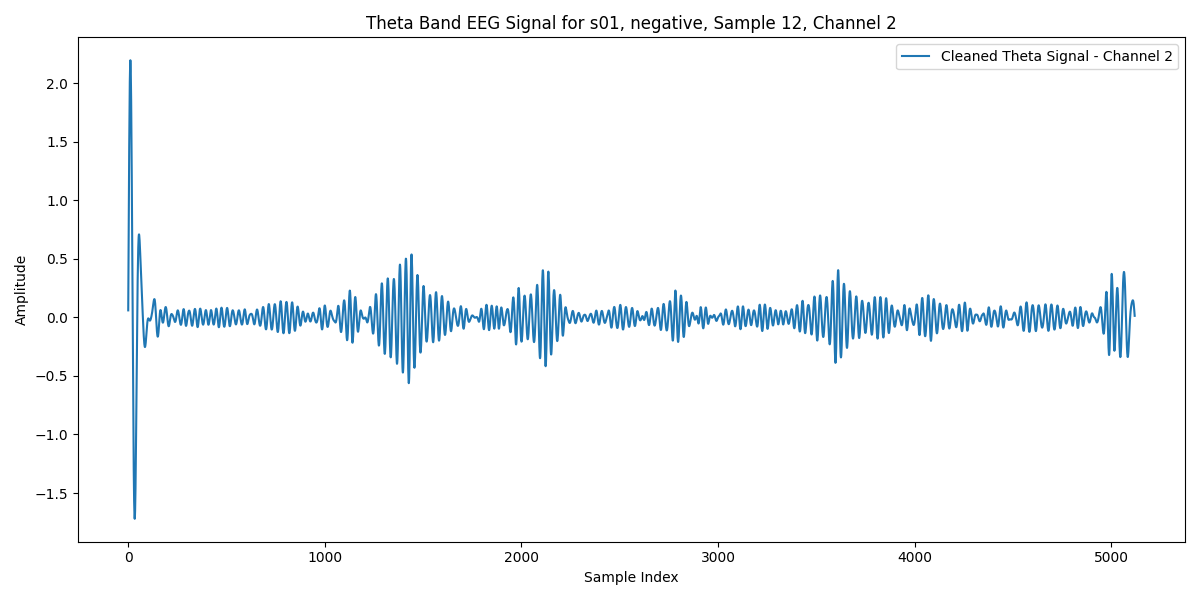 Theta Band EEG Signal for s01, negative, Sample 12, Channel 2
Cleaned Theta Signal - Channel 2
Amplitude
2.0
1.5
1.0
0.5
0.0
−0.5
−1.0
−1.5
0 1000 2000 3000 4000 5000
Sample Index